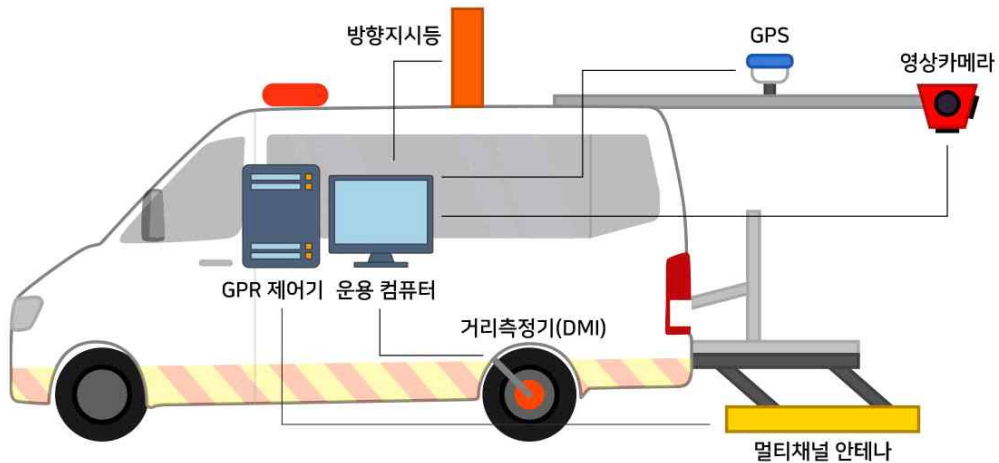 방향지시등
GPS
영상카메라
GPR 제어기
운용 컴퓨터
거리측정기(DMI)
멀티채널 안테나